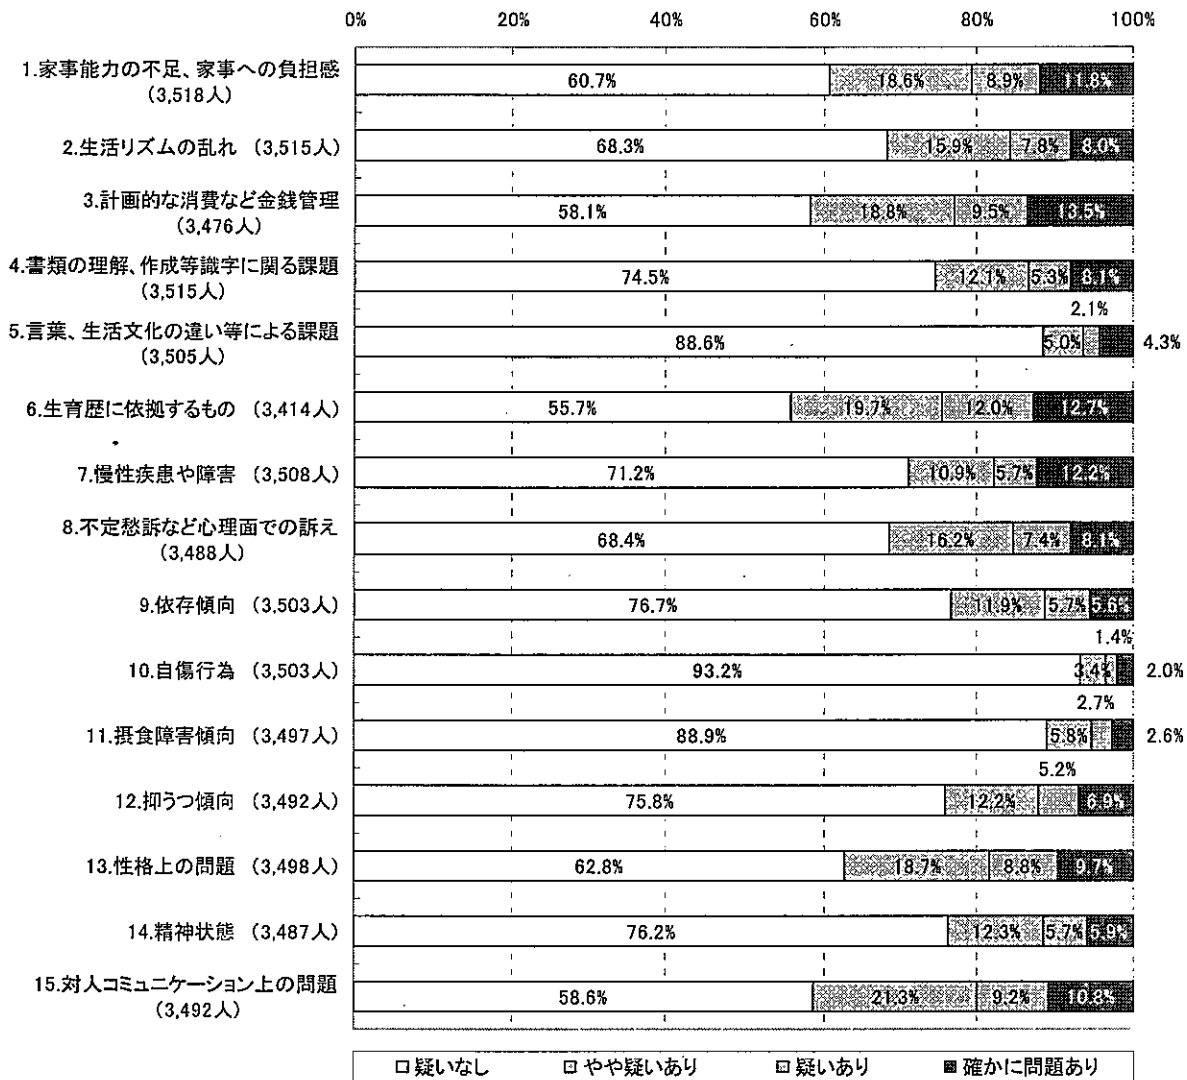 0% 20% 40% 60% 80% 100%
1.家事能力の不足、家事への負担感
(3,518人)
60.7% 18.6% 8.9% 11.8%
2.生活リズムの乱れ (3,515人)
68.3% 15.9% 7.8% 8.0%
3.計画的な消費など金銭管理
(3,476人)
58.1% 18.8% 9.5% 13.5%
4.書類の理解、作成等識字に関る課題
(3,515人)
74.5% 12.1% 5.3% 8.1%
2.1%
5.言葉、生活文化の違い等による課題
(3,505人)
88.6% 5.0% 4.3%
6.生育歴に依拠するもの (3,414人)
55.7% 19.7% 12.0% 12.7%
7.慢性疾患や障害 (3,508人)
71.2% 10.9% 5.7% 12.2%
8.不定愁訴など心理面での訴え
(3,488人)
68.4% 16.2% 7.4% 8.1%
9.依存傾向 (3,503人)
76.7% 11.9% 5.7% 5.6%
1.4%
10.自傷行為 (3,503人)
93.2% 3.4% 2.0%
2.7%
11.摂食障害傾向 (3,497人)
88.9% 5.8% 2.6%
5.2%
12.抑うつ傾向 (3,492人)
75.8% 12.2% 6.9%
13.性格上の問題 (3,498人)
62.8% 18.7% 8.8% 9.7%
14.精神状態 (3,487人)
76.2% 12.3% 5.7% 5.9%
15.対人コミュニケーション上の問題
(3,492人)
58.6% 21.3% 9.2% 10.8%
疑いなし やや疑いあり 疑いあり 確かに問題あり